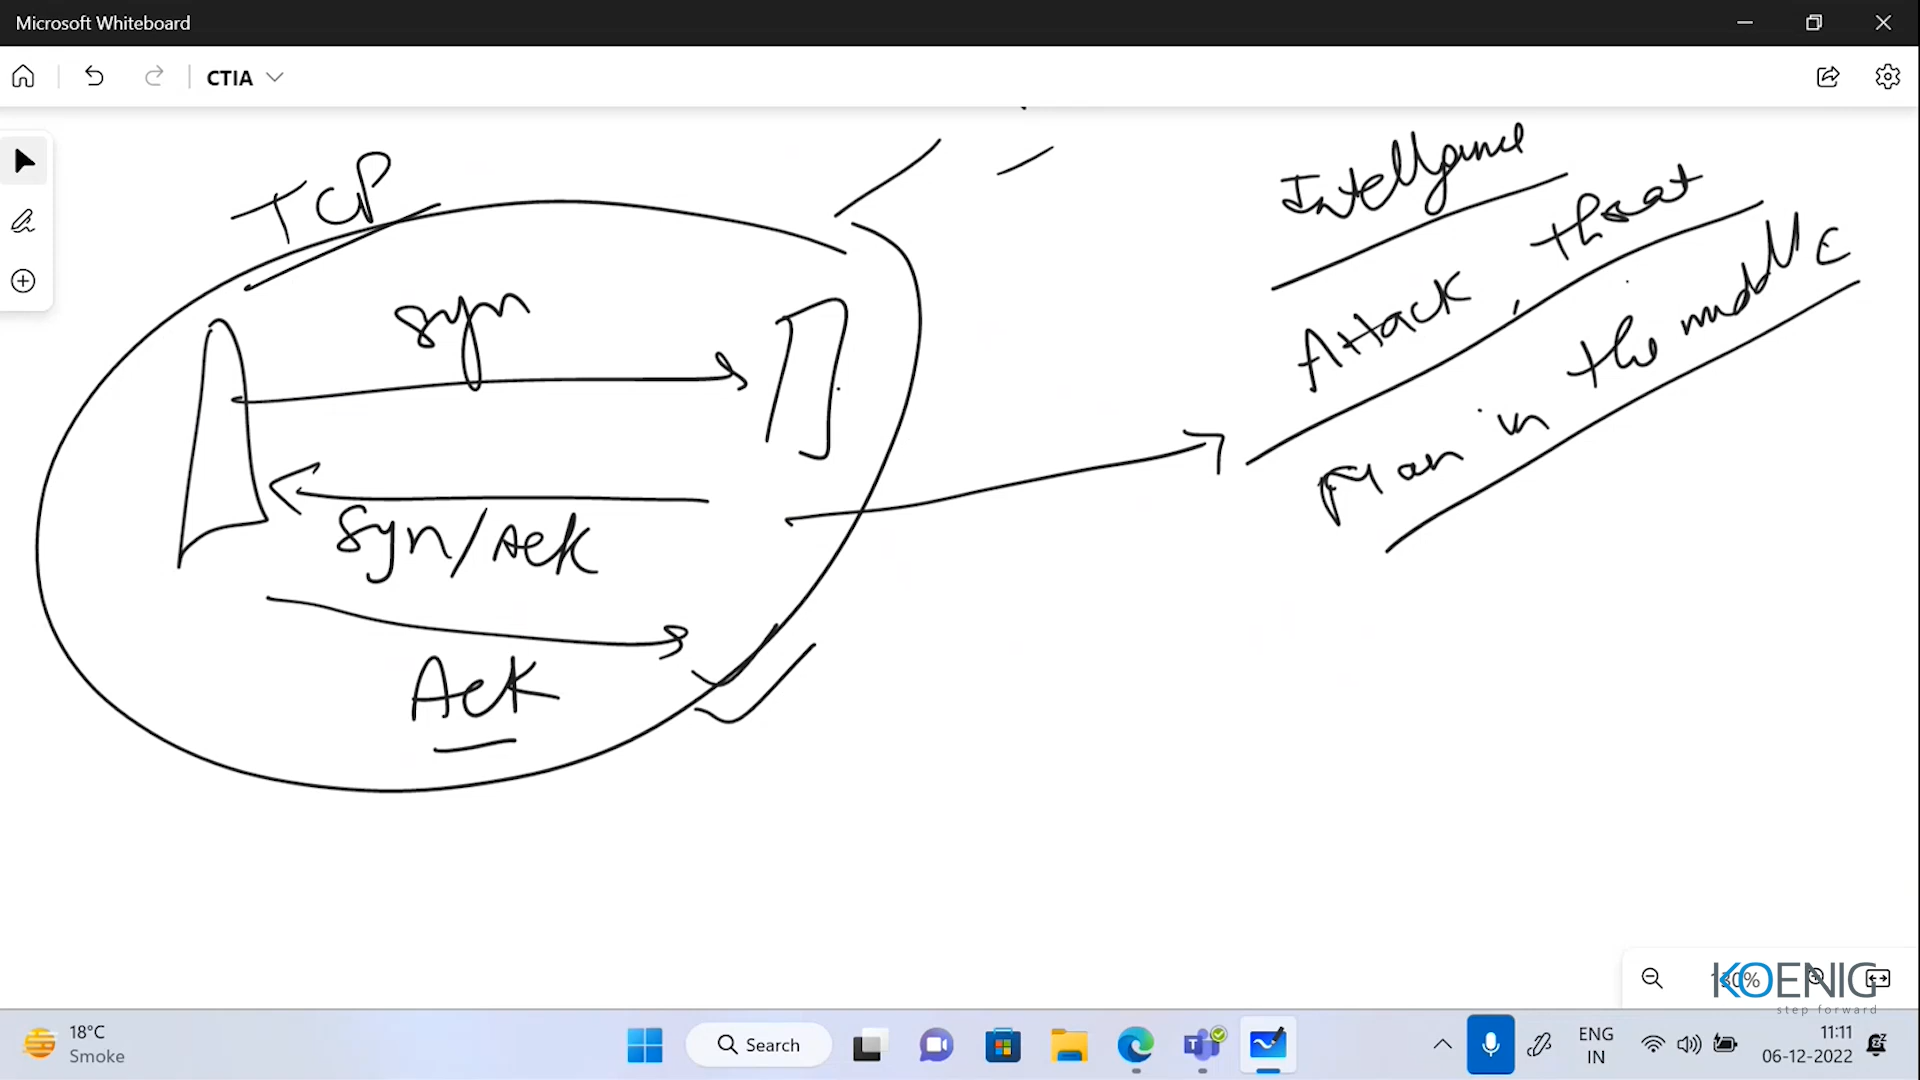 Microsoft Whiteboard
CTIA
TCP
Syn
Syn/Ack
Ack
Intelligence
Attack, threat
Man in the middle
KOENIG
step forward
18°C
Smoke
Search
ENG
IN
11:11
06-12-2022